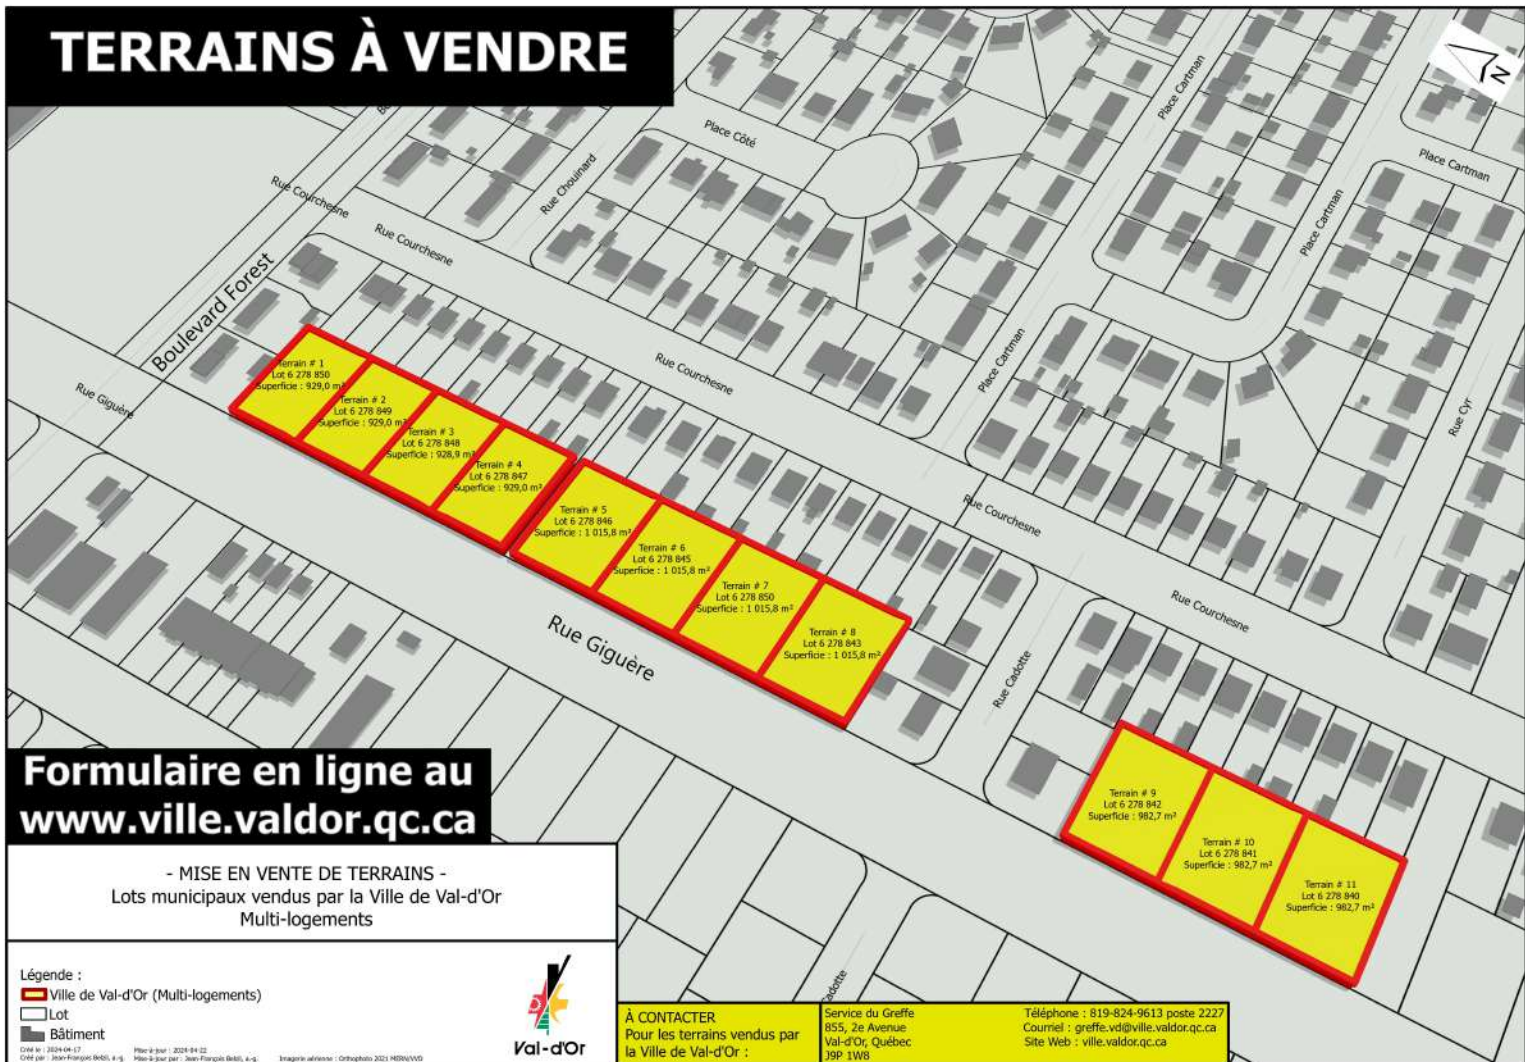 TERRAINS À VENDRE
N
Place Cartman
Place Côté
Place Cartman
Rue Chouinard
Rue Courchesne
Place Cartman
Rue Courchesne
Boulevard Forest
Rue Courchesne
Place Cartman
Rue Giguère
Rue Cyr
Terrain # 1
Lot 6 278 850
Superficie : 929,0 m²
Terrain # 2
Lot 6 278 849
Superficie : 929,0 m²
Terrain # 3
Lot 6 278 848
Superficie : 928,9 m²
Terrain # 4
Lot 6 278 847
Superficie : 929,0 m²
Terrain # 5
Lot 6 278 846
Superficie : 1 015,8 m²
Terrain # 6
Lot 6 278 845
Superficie : 1 015,8 m²
Terrain # 7
Lot 6 278 850
Superficie : 1 015,8 m²
Terrain # 8
Lot 6 278 843
Superficie : 1 015,8 m²
Rue Courchesne
Rue Courchesne
Rue Giguère
Rue Cadotte
Terrain # 9
Lot 6 278 842
Superficie : 982,7 m²
Terrain # 10
Lot 6 278 841
Superficie : 982,7 m²
Terrain # 11
Lot 6 278 840
Superficie : 982,7 m²
Formulaire en ligne au
www.ville.valdor.qc.ca
- MISE EN VENTE DE TERRAINS -
Lots municipaux vendus par la Ville de Val-d'Or
Multi-logements
Légende :
Ville de Val-d'Or (Multi-logements)
Lot
Bâtiment
Créé le : 2024-04-17
Mise-à-jour : 2024-04-22
Val-d'Or
adotte
À CONTACTER
Pour les terrains vendus par
la Ville de Val-d'Or :
Service du Greffe
855, 2e Avenue
Val-d'Or, Québec
J9P 1W8
Téléphone : 819-824-9613 poste 2227
Courriel : greffe.vd@ville.valdor.qc.ca
Site Web : ville.valdor.qc.ca